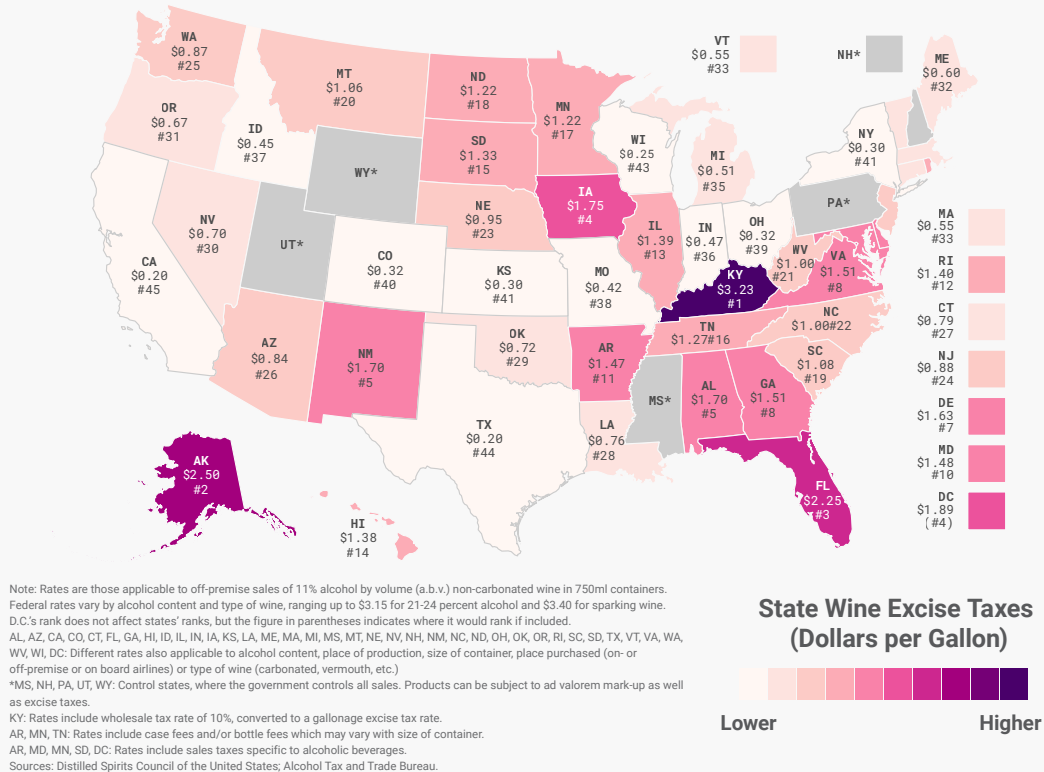 WA
$0.87
#25
OR
$0.67
#31
CA
$0.20
#45
ID
$0.45
#37
NV
$0.70
#30
MT
$1.06
#20
WY*
UT*
AZ
$0.84
#26
CO
$0.32
#40
NM
$1.70
#5
ND
$1.22
#18
SD
$1.33
#15
NE
$0.95
#23
KS
$0.30
#41
OK
$0.72
#29
TX
$0.20
#44
MN
$1.22
#17
IA
$1.75
#4
MO
$0.42
#38
AR
$1.47
#11
LA
$0.76
#28
WI
$0.25
#43
IL
$1.39
#13
MI
$0.51
#35
IN
$0.47
#36
OH
$0.32
#39
KY
$3.23
#1
TN
$1.27#16
MS*
AL
$1.70
#5
GA
$1.51
#8
FL
$2.25
#3
SC
$1.08
#19
NC
$1.00#22
VA
$1.51
#8
WV
$1.00
#21
PA*
NY
$0.30
#41
VT
$0.55
#33
NH*
ME
$0.60
#32
MA
$0.55
#33
RI
$1.40
#12
CT
$0.79
#27
NJ
$0.88
#24
DE
$1.63
#7
MD
$1.48
#10
DC
$1.89
(#4)
AK
$2.50
#2
HI
$1.38
#14
Note: Rates are those applicable to off-premise sales of 11% alcohol by volume (a.b.v.) non-carbonated wine in 750ml containers.
Federal rates vary by alcohol content and type of wine, ranging up to $3.15 for 21-24 percent alcohol and $3.40 for sparking wine.
D.C.'s rank does not affect states' ranks, but the figure in parentheses indicates where it would rank if included.
AL, AZ, CA, CO, CT, FL, GA, HI, ID, IL, IN, IA, KS, LA, ME, MA, MI, MS, MT, NE, NV, NH, NM, NC, ND, OH, OK, OR, RI, SC, SD, TX, VT, VA, WA,
WV, WI, DC: Different rates also applicable to alcohol content, place of production, size of container, place purchased (on- or
off-premise or on board airlines) or type of wine (carbonated, vermouth, etc.)
*MS, NH, PA, UT, WY: Control states, where the government controls all sales. Products can be subject to ad valorem mark-up as well
as excise taxes.
KY: Rates include wholesale tax rate of 10%, converted to a gallonage excise tax rate.
AR, MN, TN: Rates include case fees and/or bottle fees which may vary with size of container.
AR, MD, MN, SD, DC: Rates include sales taxes specific to alcoholic beverages.
Sources: Distilled Spirits Council of the United States; Alcohol Tax and Trade Bureau.
State Wine Excise Taxes
(Dollars per Gallon)
Lower
Higher